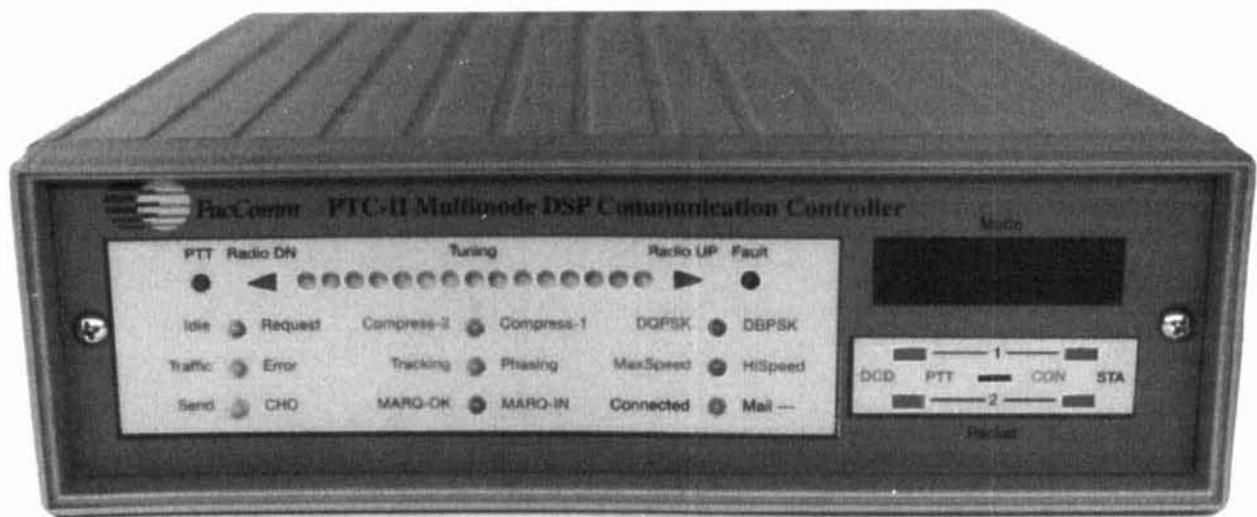 PacComm PTC-II Multimode DSP Communication Controller
Mode
PTT Radio DN Tuning Radio UP Fault
Idle Request Compress-2 Compress-1 DQPSK DBPSK
Traffic Error Tracking Phasing MaxSpeed HiSpeed
Send CHO MARQ-OK MARQ-IN Connected Mail ---
1
DCD PTT CON STA
2
Packet